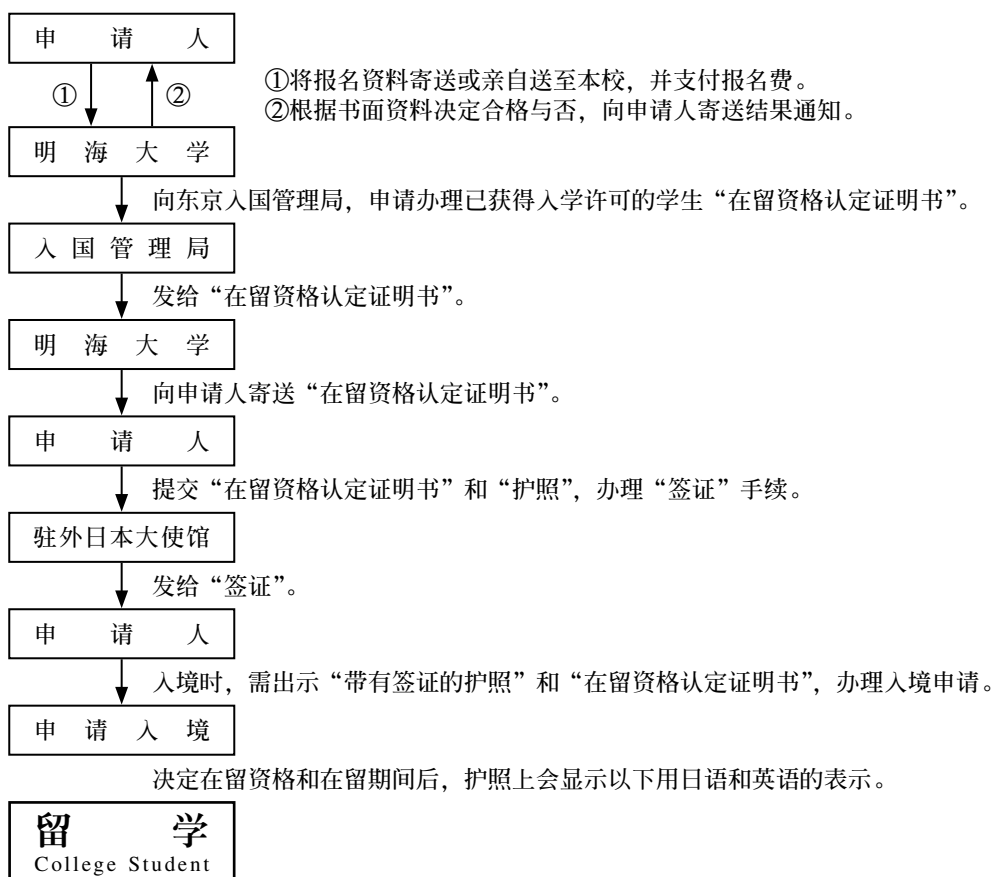 申请人
①将报名资料寄送或亲自送至本校，并支付报名费。
① ②
②根据书面资料决定合格与否，向申请人寄送结果通知。
明海大学
向东京入国管理局，申请办理已获得入学许可的学生“在留资格认定证明书”。
入国管理局
发给“在留资格认定证明书”。
明海大学
向申请人寄送“在留资格认定证明书”。
申请人
提交“在留资格认定证明书”和“护照”，办理“签证”手续。
驻外日本大使馆
发给“签证”。
申请人
入境时，需出示“带有签证的护照”和“在留资格认定证明书”，办理入境申请。
申请入境
决定在留资格和在留期间后，护照上会显示以下用日语和英语的表示。
留学
College Student